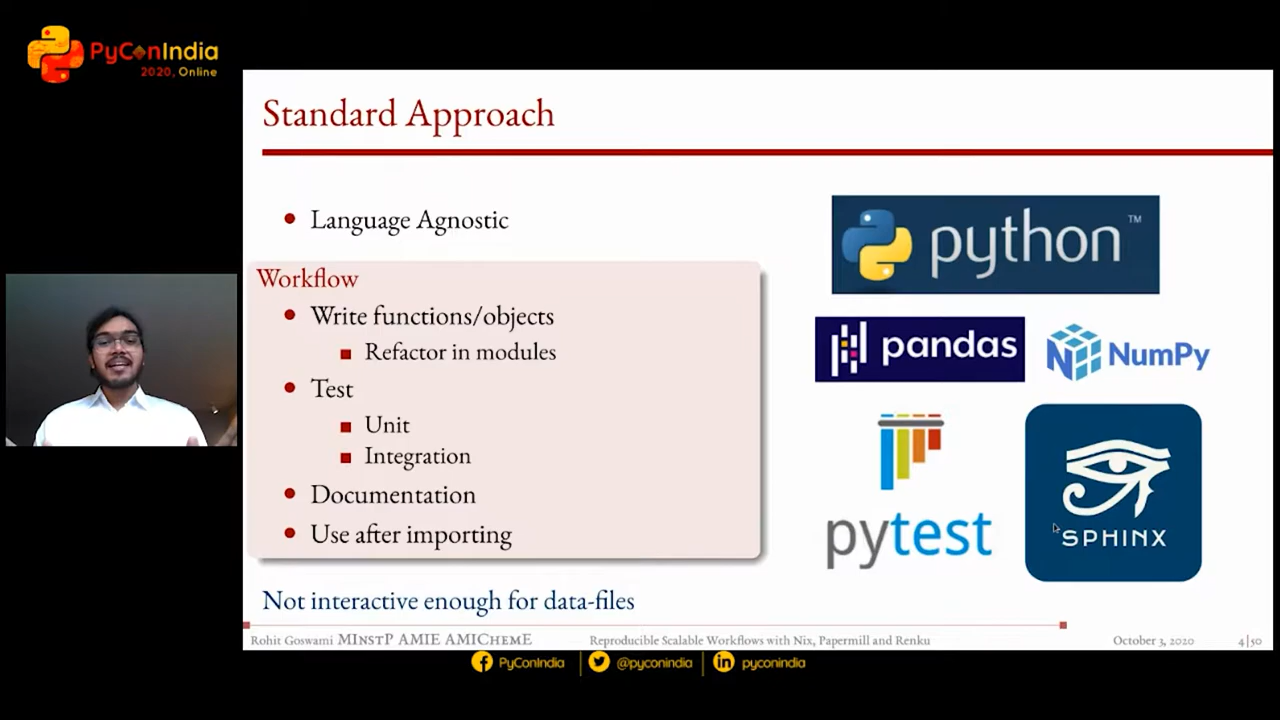 PyConIndia
2020, Online
Standard Approach
Language Agnostic
Workflow
Write functions/objects
Refactor in modules
Test
Unit
Integration
Documentation
Use after importing
Not interactive enough for data-files
python™
pandas
NumPy
pytest
SPHINX
Rohit Goswami MInstP AMIE AMIChemE
Reproducible Scalable Workflows with Nix, Papermill and Renku
October 3, 2020
4|50
PyConIndia
@pyconindia
pyconindia